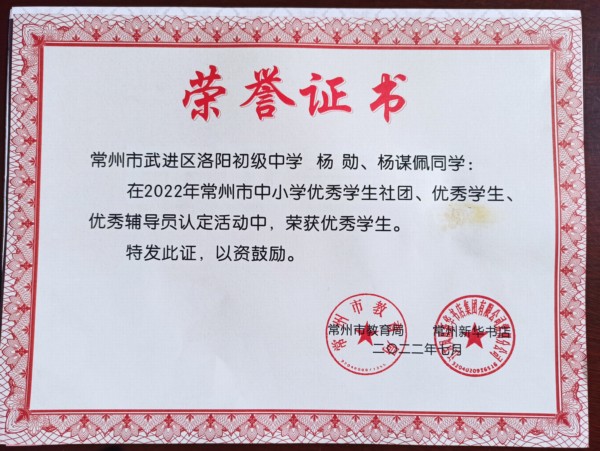 荣誉证书
常州市武进区洛阳初级中学 杨 勋、杨谋佩同学：
在2022年常州市中小学优秀学生社团、优秀学生、
优秀辅导员认定活动中，荣获优秀学生。
特发此证，以资鼓励。
常州市教育局 常州新华书店
二〇二二年七月